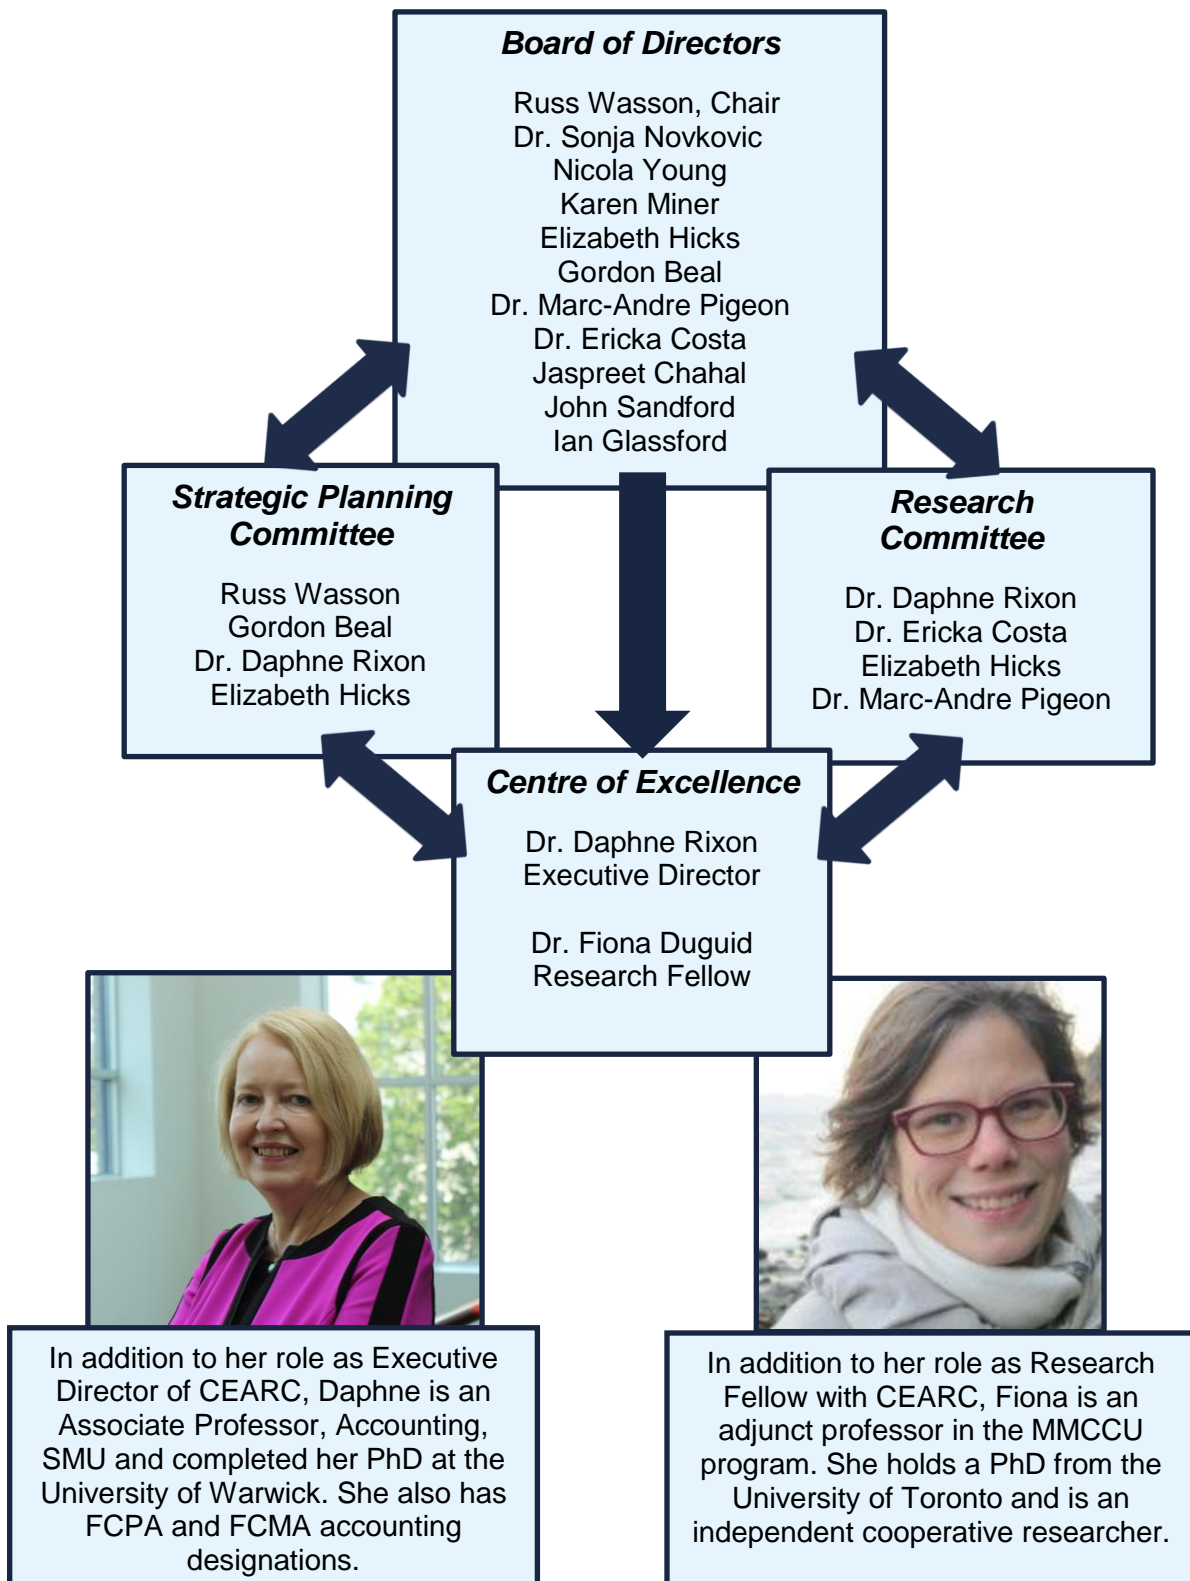 Board of Directors
Russ Wasson, Chair
Dr. Sonja Novkovic
Nicola Young
Karen Miner
Elizabeth Hicks
Gordon Beal
Dr. Marc-Andre Pigeon
Dr. Ericka Costa
Jaspreet Chahal
John Sandford
Ian Glassford
Strategic Planning
Committee
Russ Wasson
Gordon Beal
Dr. Daphne Rixon
Elizabeth Hicks
Research
Committee
Dr. Daphne Rixon
Dr. Ericka Costa
Elizabeth Hicks
Dr. Marc-Andre Pigeon
Centre of Excellence
Dr. Daphne Rixon
Executive Director
Dr. Fiona Duguid
Research Fellow
In addition to her role as Executive
Director of CEARC, Daphne is an
Associate Professor, Accounting,
SMU and completed her PhD at the
University of Warwick. She also has
FCPA and FCMA accounting
designations.
In addition to her role as Research
Fellow with CEARC, Fiona is an
adjunct professor in the MMCCU
program. She holds a PhD from the
University of Toronto and is an
independent cooperative researcher.